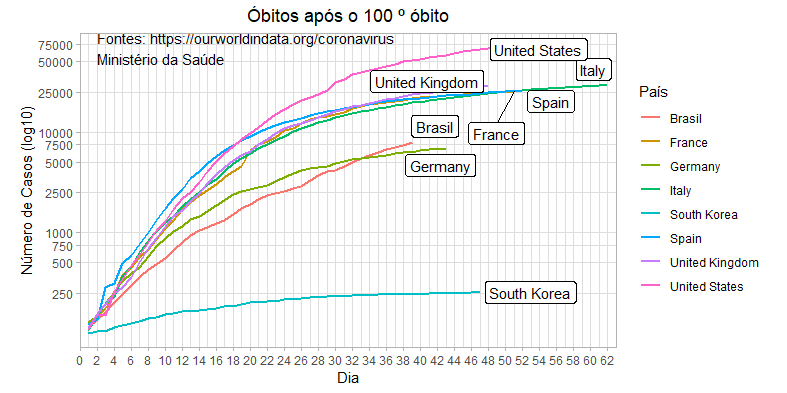 Óbitos após o 100 º óbito
Fontes: https://ourworldindata.org/coronavirus
Ministério da Saúde
Número de Casos (log10)
75000
50000
25000
10000
7500
5000
2500
1000
750
500
250
United States
Italy
United Kingdom
Spain
France
Brasil
Germany
South Korea
0 2 4 6 8 10 12 14 16 18 20 22 24 26 28 30 32 34 36 38 40 42 44 46 48 50 52 54 56 58 60 62
Dia
País
Brasil
France
Germany
Italy
South Korea
Spain
United Kingdom
United States